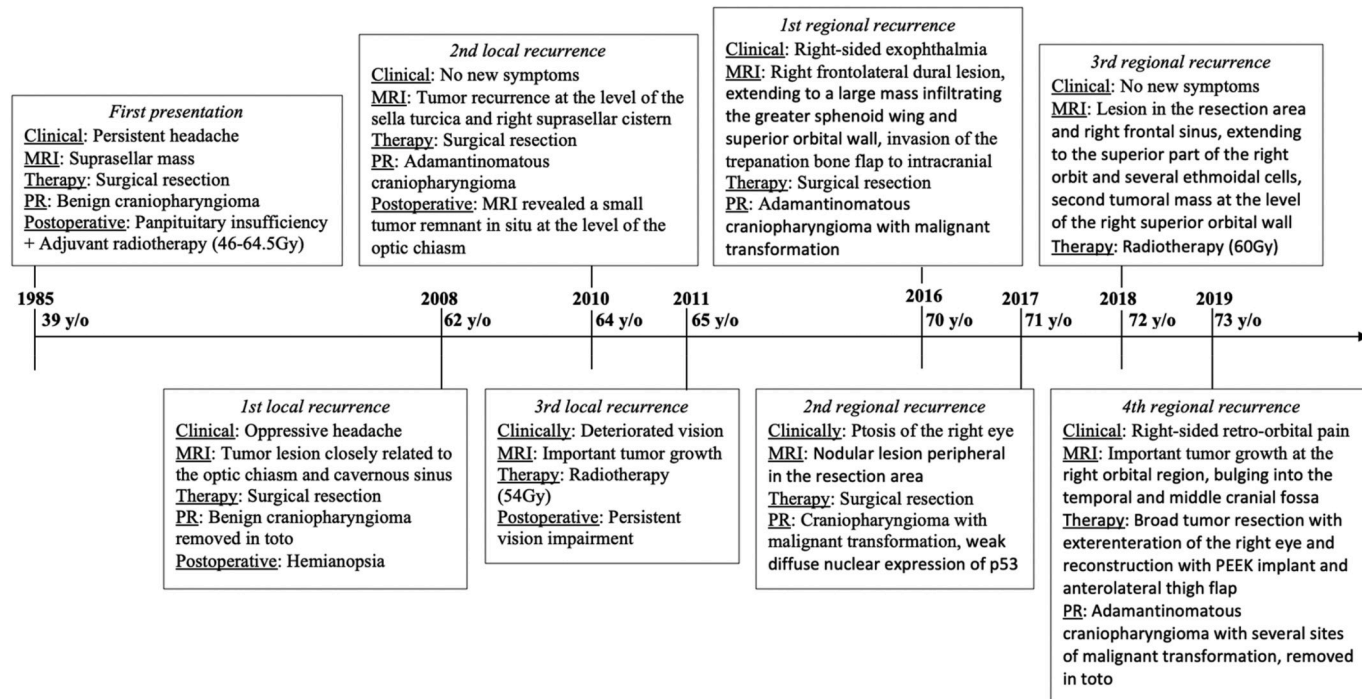 First presentation
Clinical: Persistent headache
MRI: Suprasellar mass
Therapy: Surgical resection
PR: Benign craniopharyngioma
Postoperative: Panpituitary insufficiency
+ Adjuvant radiotherapy (46-64.5Gy)
2nd local recurrence
Clinical: No new symptoms
MRI: Tumor recurrence at the level of the
sella turcica and right suprasellar cistern
Therapy: Surgical resection
PR: Adamantinomatous
craniopharyngioma
Postoperative: MRI revealed a small
tumor remnant in situ at the level of the
optic chiasm
1st regional recurrence
Clinical: Right-sided exophthalmia
MRI: Right frontolateral dural lesion,
extending to a large mass infiltrating
the greater sphenoid wing and
superior orbital wall, invasion of the
trepanation bone flap to intracranial
Therapy: Surgical resection
PR: Adamantinomatous
craniopharyngioma with malignant
transformation
3rd regional recurrence
Clinical: No new symptoms
MRI: Lesion in the resection area
and right frontal sinus, extending
to the superior part of the right
orbit and several ethmoidal cells,
second tumoral mass at the level
of the right superior orbital wall
Therapy: Radiotherapy (60Gy)
1985 2008 2010 2011 2016 2017 2018 2019
39 y/o 62 y/o 64 y/o 65 y/o 70 y/o 71 y/o 72 y/o 73 y/o
1st local recurrence
Clinical: Oppressive headache
MRI: Tumor lesion closely related to
the optic chiasm and cavernous sinus
Therapy: Surgical resection
PR: Benign craniopharyngioma
removed in toto
Postoperative: Hemianopsia
3rd local recurrence
Clinically: Deteriorated vision
MRI: Important tumor growth
Therapy: Radiotherapy
(54Gy)
Postoperative: Persistent
vision impairment
2nd regional recurrence
Clinically: Ptosis of the right eye
MRI: Nodular lesion peripheral
in the resection area
Therapy: Surgical resection
PR: Craniopharyngioma with
malignant transformation, weak
diffuse nuclear expression of p53
4th regional recurrence
Clinical: Right-sided retro-orbital pain
MRI: Important tumor growth at the
right orbital region, bulging into the
temporal and middle cranial fossa
Therapy: Broad tumor resection with
exterenteration of the right eye and
reconstruction with PEEK implant and
anterolateral thigh flap
PR: Adamantinomatous
craniopharyngioma with several sites
of malignant transformation, removed
in toto